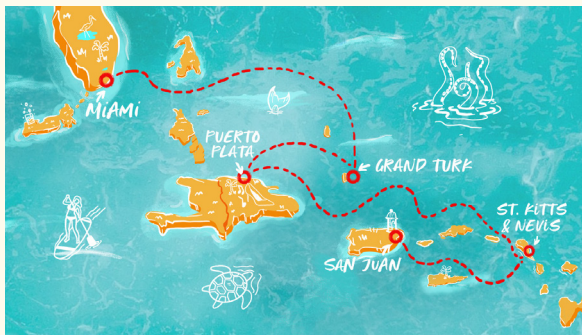 MIAMI
PUERTO
PLATA
GRAND TURK
ST. KITTS
& NEVIS
SAN JUAN